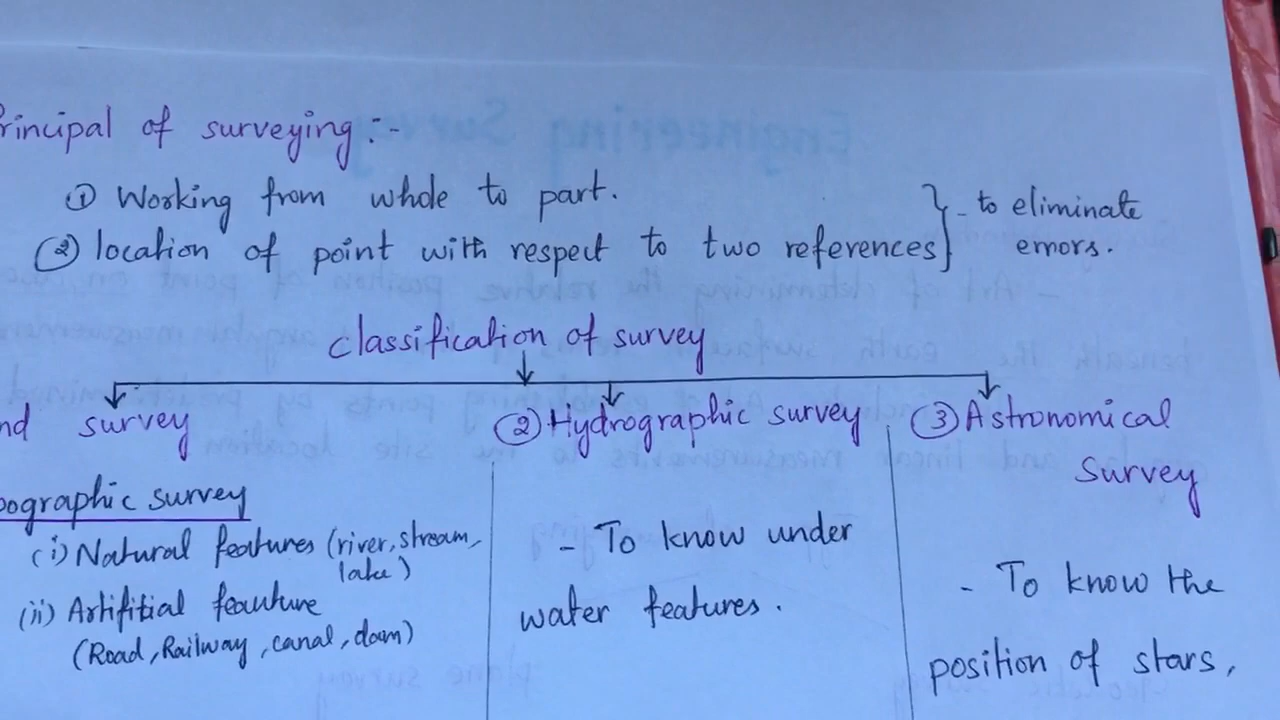 rincipal of surveying :-
① Working from whole to part.
② location of point with respect to two references} - to eliminate errors.
classification of survey
nd survey
ographic survey
(i) Natural features (river, stream, lake)
(ii) Artifitial feauture
(Road, Railway, canal, dam)
② Hydrographic survey
- To know under
water features.
③ Astronomical
survey
- To know the
position of stars,